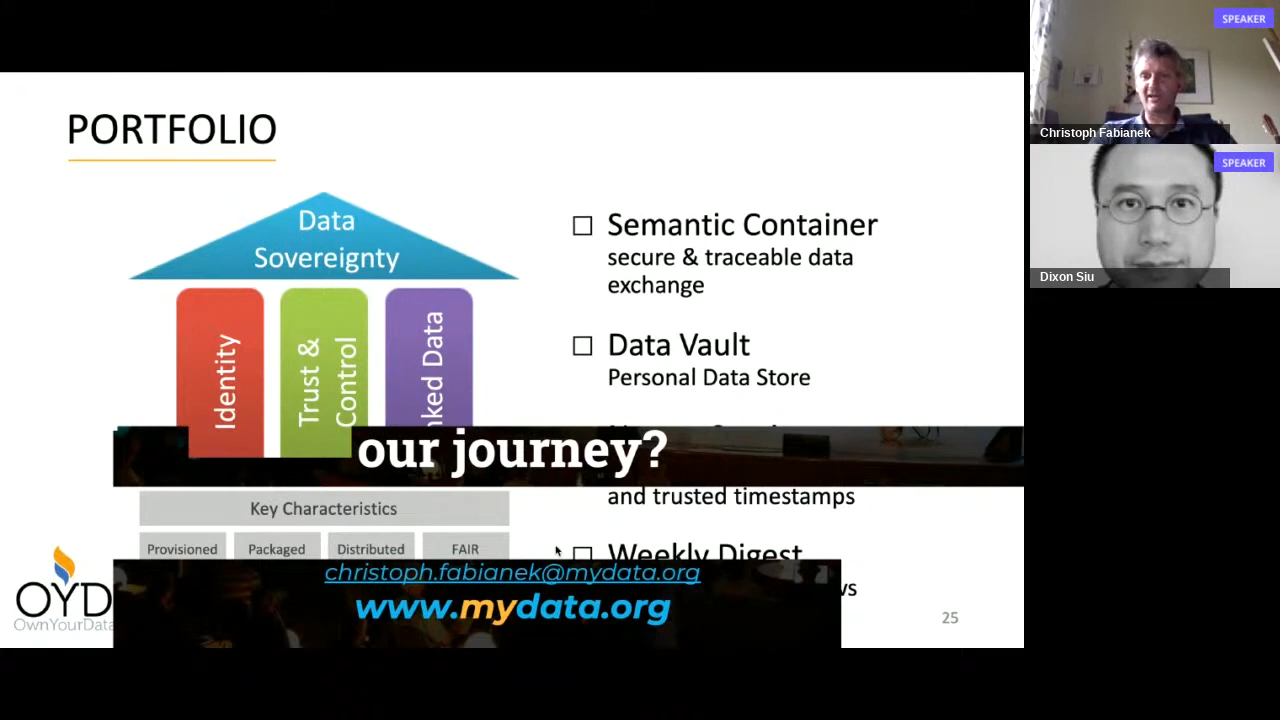 PORTFOLIO
Data
Sovereignty
Identity
Trust &
Control
Data
Semantic Container
secure & traceable data
exchange
Data Vault
Personal Data Store
our journey?
and trusted timestamps
Weekly Digest
Key Characteristics
Provisioned
Packaged
Distributed
FAIR
christoph.fabianek@mydata.org
www.mydata.org
OYD
OwnYourData
25
SPEAKER
Christoph Fabianek
SPEAKER
Dixon Siu